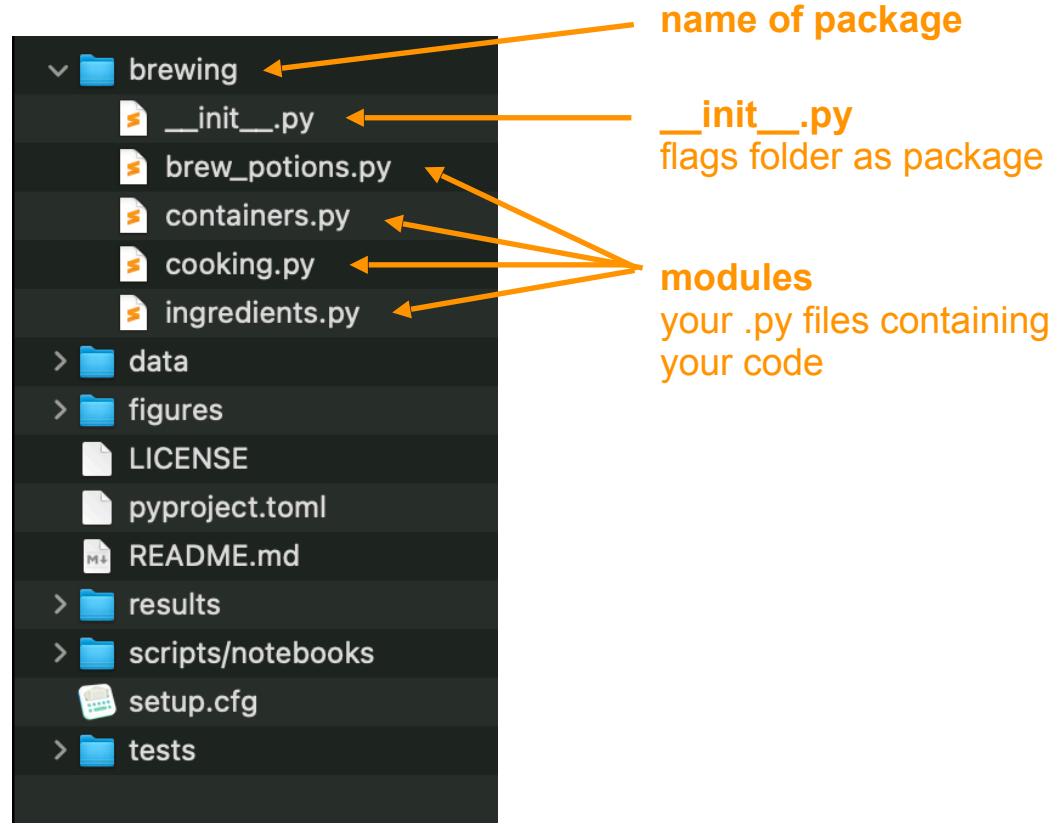 name of package
brewing
__init__.py
__init__.py
flags folder as package
brew_potions.py
containers.py
cooking.py
modules
ingredients.py
your .py files containing
your code
data
figures
LICENSE
pyproject.toml
M↓ README.md
results
scripts/notebooks
setup.cfg
tests